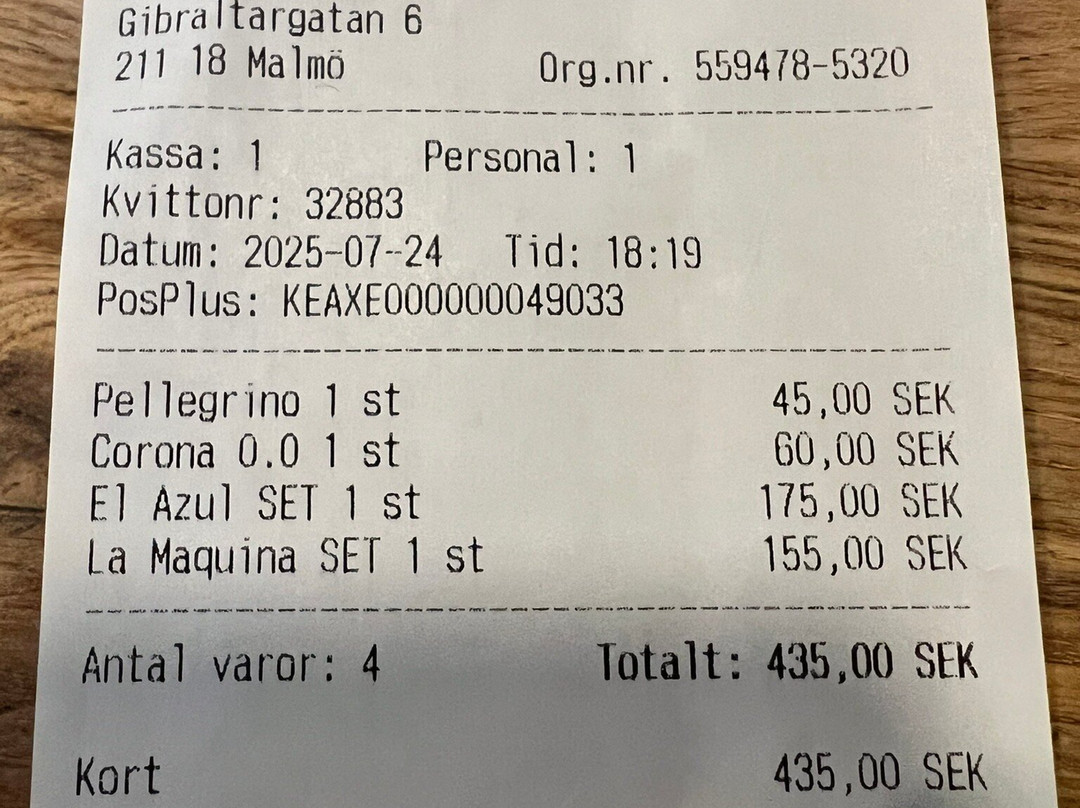 Gibraltargatan 6
211 18 Malmö Org.nr. 559478-5320
Kassa: 1 Personal: 1
Kvittonr: 32883
Datum: 2025-07-24 Tid: 18:19
PosPlus: KEAXE000000049033
Pellegrino 1 st 45,00 SEK
Corona 0.0 1 st 60,00 SEK
El Azul SET 1 st 175,00 SEK
La Maquina SET 1 st 155,00 SEK
Antal varor: 4 Totalt: 435,00 SEK
Kort 435,00 SEK